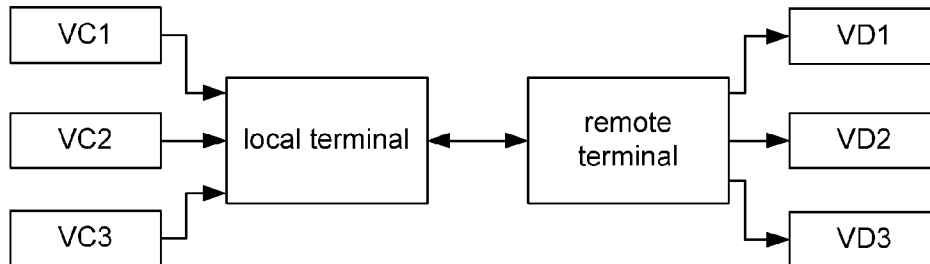 VC1
VC2
VC3
local terminal
remote
terminal
VD1
VD2
VD3